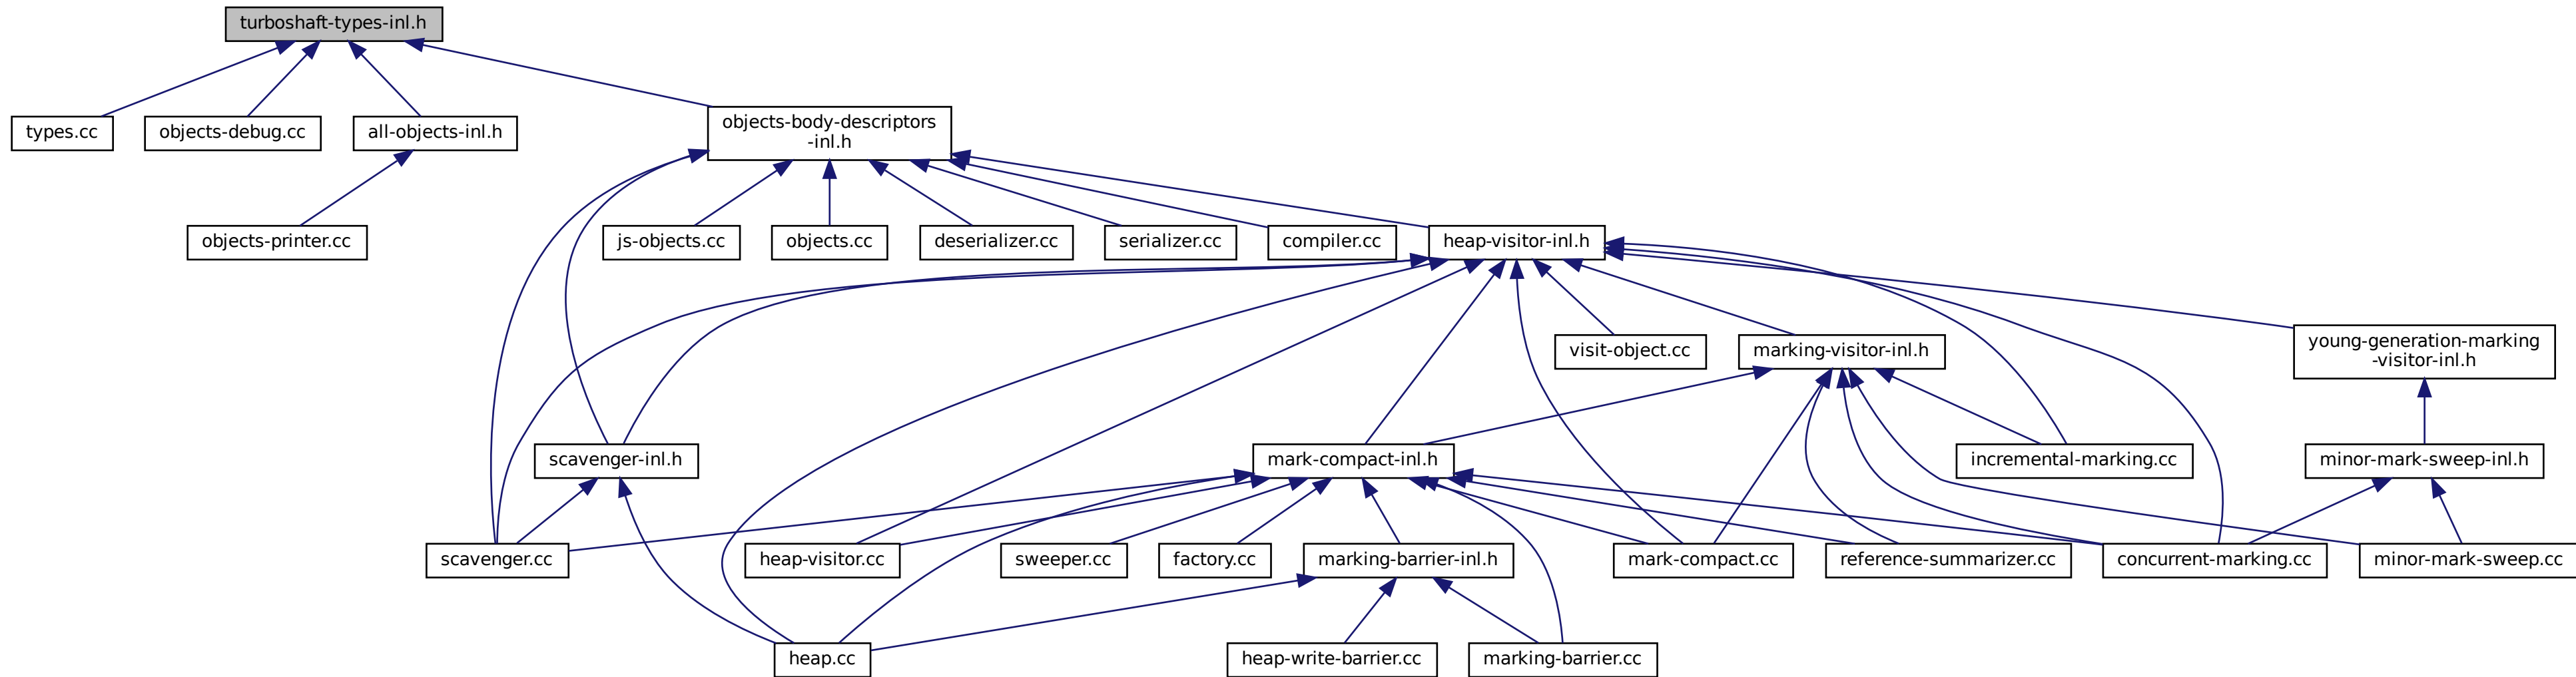 turboshaft-types-inl.h
types.cc
objects-debug.cc
all-objects-inl.h
objects-body-descriptors
-inl.h
objects-printer.cc
js-objects.cc
objects.cc
deserializer.cc
serializer.cc
compiler.cc
heap-visitor-inl.h
visit-object.cc
marking-visitor-inl.h
young-generation-marking
-visitor-inl.h
scavenger-inl.h
mark-compact-inl.h
incremental-marking.cc
minor-mark-sweep-inl.h
scavenger.cc
heap-visitor.cc
sweeper.cc
factory.cc
marking-barrier-inl.h
mark-compact.cc
reference-summarizer.cc
concurrent-marking.cc
minor-mark-sweep.cc
heap.cc
heap-write-barrier.cc
marking-barrier.cc